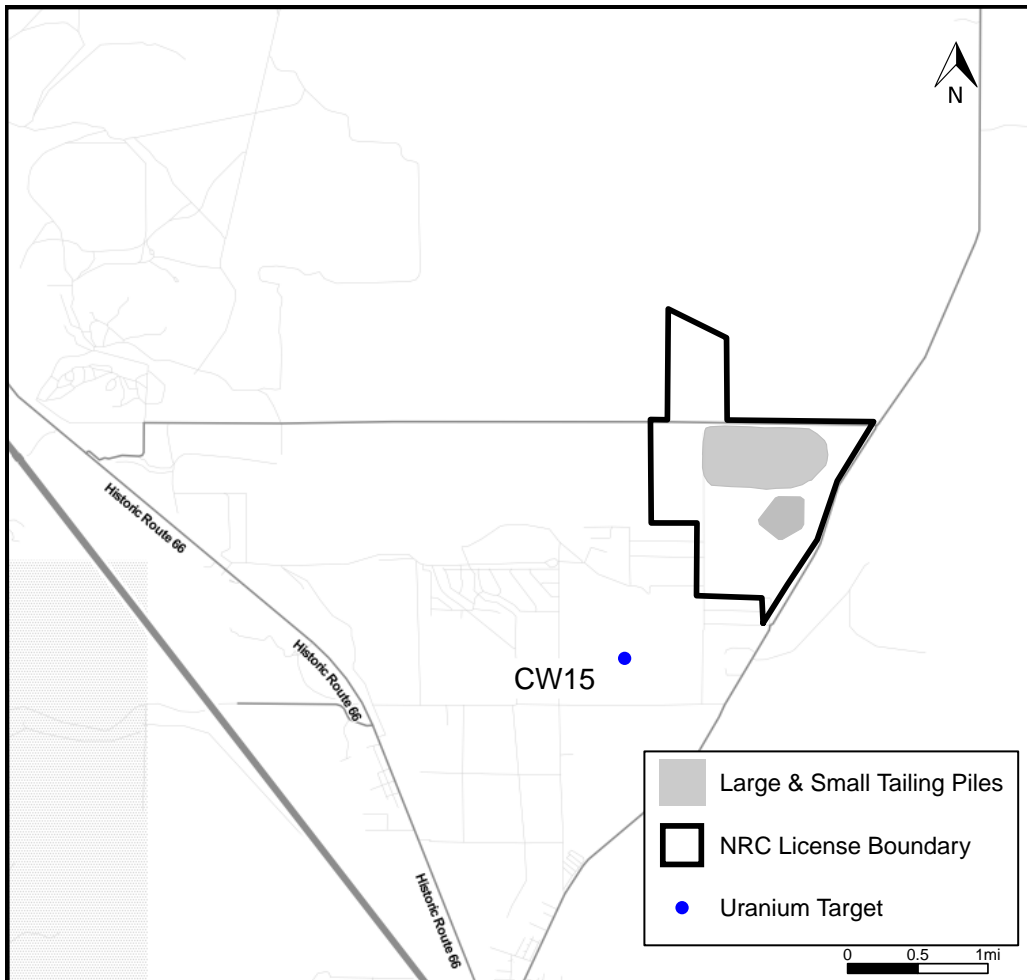 N
Historic Route 66
Historic Route 66
CW15
Historic Route 66
Large & Small Tailing Piles
NRC License Boundary
Uranium Target
0 0.5 1mi